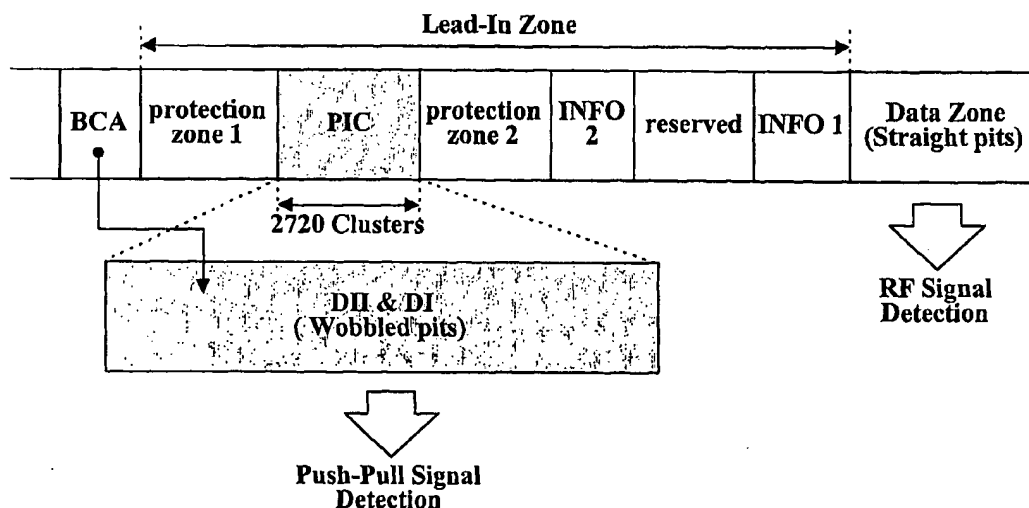 Lead-In Zone
BCA
protection
zone 1
PIC
protection
zone 2
INFO
2
reserved
INFO 1
Data Zone
(Straight pits)
2720 Clusters
DII & DI
( Wobbled pits)
RF Signal
Detection
Push-Pull Signal
Detection